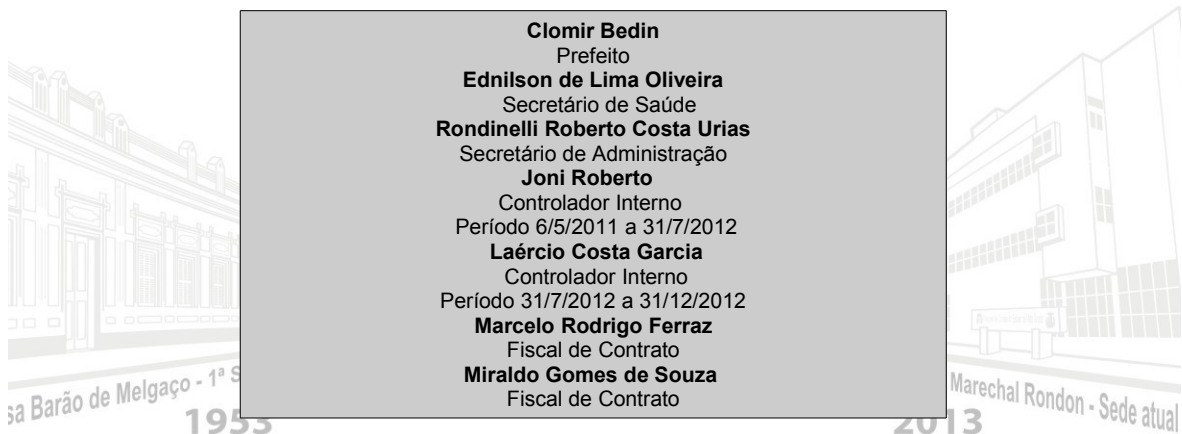 Clomir Bedin
Prefeito
Ednilson de Lima Oliveira
Secretário de Saúde
Rondinelli Roberto Costa Urias
Secretário de Administração
Joni Roberto
Controlador Interno
Período 6/5/2011 a 31/7/2012
Laércio Costa Garcia
Controlador Interno
Período 31/7/2012 a 31/12/2012
Marcelo Rodrigo Ferraz
Fiscal de Contrato
Miraldo Gomes de Souza
Fiscal de Contrato
Barão de Melgaço - 1ª
1953
Marechal Rondon - Sede atual
2013